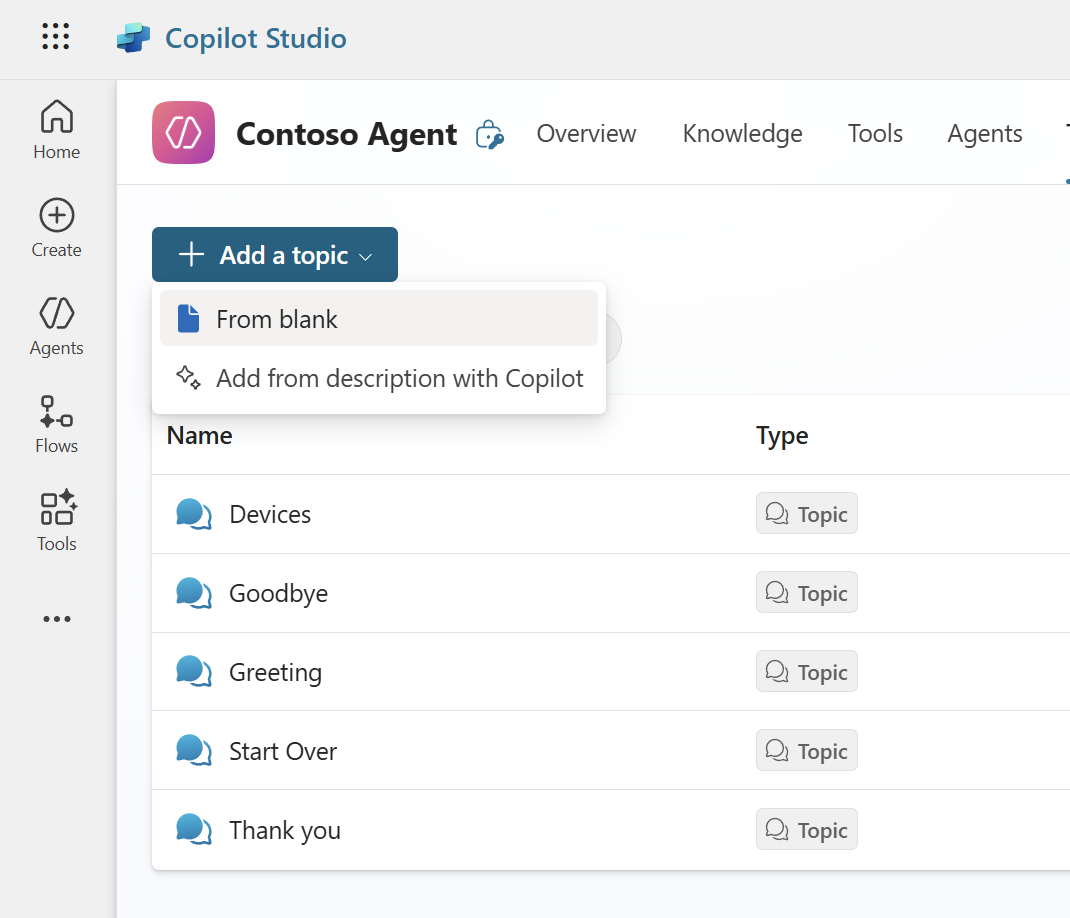 Copilot Studio
Home
Create
Agents
Flows
Tools
Contoso Agent Overview Knowledge Tools Agents
Add a topic
From blank
Add from description with Copilot
Name Type
Devices Topic
Goodbye Topic
Greeting Topic
Start Over Topic
Thank you Topic